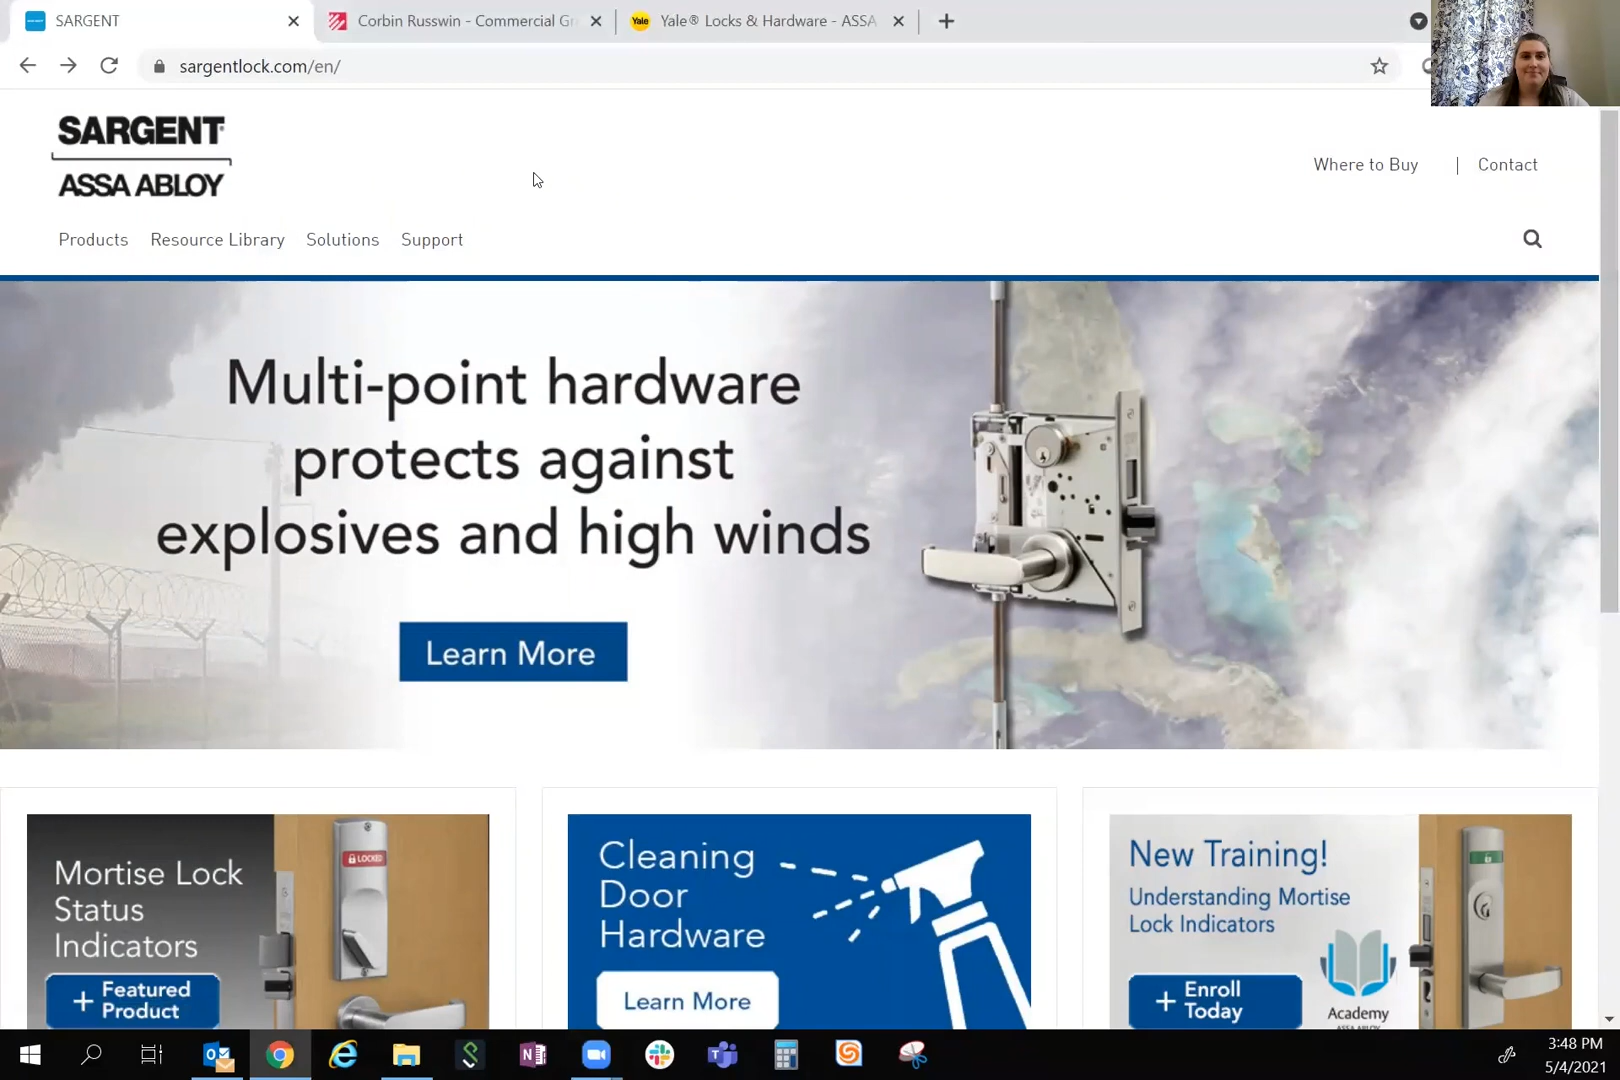 SARGENT
Corbin Russwin - Commercial Gr
Yale
Yale® Locks & Hardware - ASSA
sargentlock.com/en/
SARGENT
ASSA ABLOY
Where to Buy | Contact
Products Resource Library Solutions Support
Multi-point hardware
protects against
explosives and high winds
Learn More
Mortise Lock
Status
Indicators
LOCKED
+ Featured
Product
Cleaning
Door
Hardware
Learn More
New Training!
Understanding Mortise
Lock Indicators
+ Enroll
Today
Academy
ASSA ABLOY
3:48 PM
5/4/2021